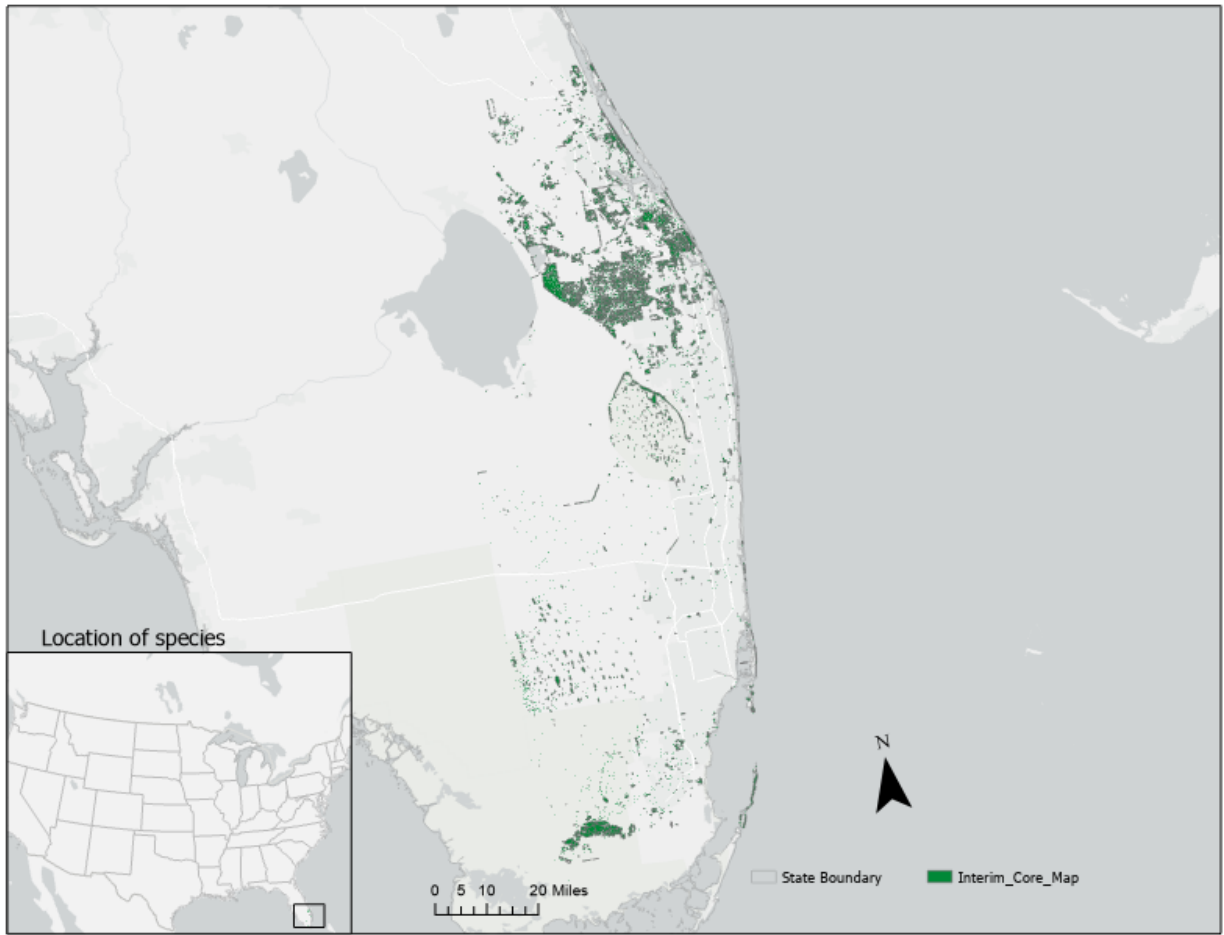 Location of species
N
0 5 10 20 Miles
State Boundary
Interim_Core_Map